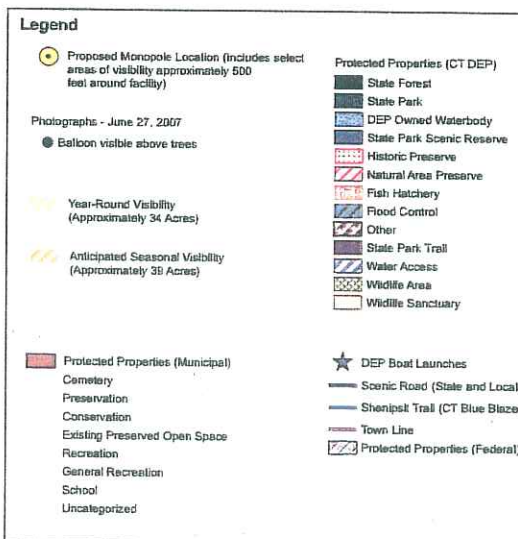 Legend
Proposed Monopole Location (includes select
areas of visibility approximately 500
feet around facility)
Photographs - June 27, 2007
Balloon visible above trees
Year-Round Visibility
(Approximately 34 Acres)
Anticipated Seasonal Visibility
(Approximately 39 Acres)
Protected Properties (Municipal)
Cemetery
Preservation
Conservation
Existing Preserved Open Space
Recreation
General Recreation
School
Uncategorized
Protected Properties (CT DEP)
State Forest
State Park
DEP Owned Waterbody
State Park Scenic Reserve
Historic Preserve
Natural Area Preserve
Fish Hatchery
Flood Control
Other
State Park Trail
Water Access
Wildlife Area
Wildlife Sanctuary
DEP Boat Launches
Scenic Road (State and Local
Shenipsit Trail (CT Blue Blaze
Town Line
Protected Properties (Federal)